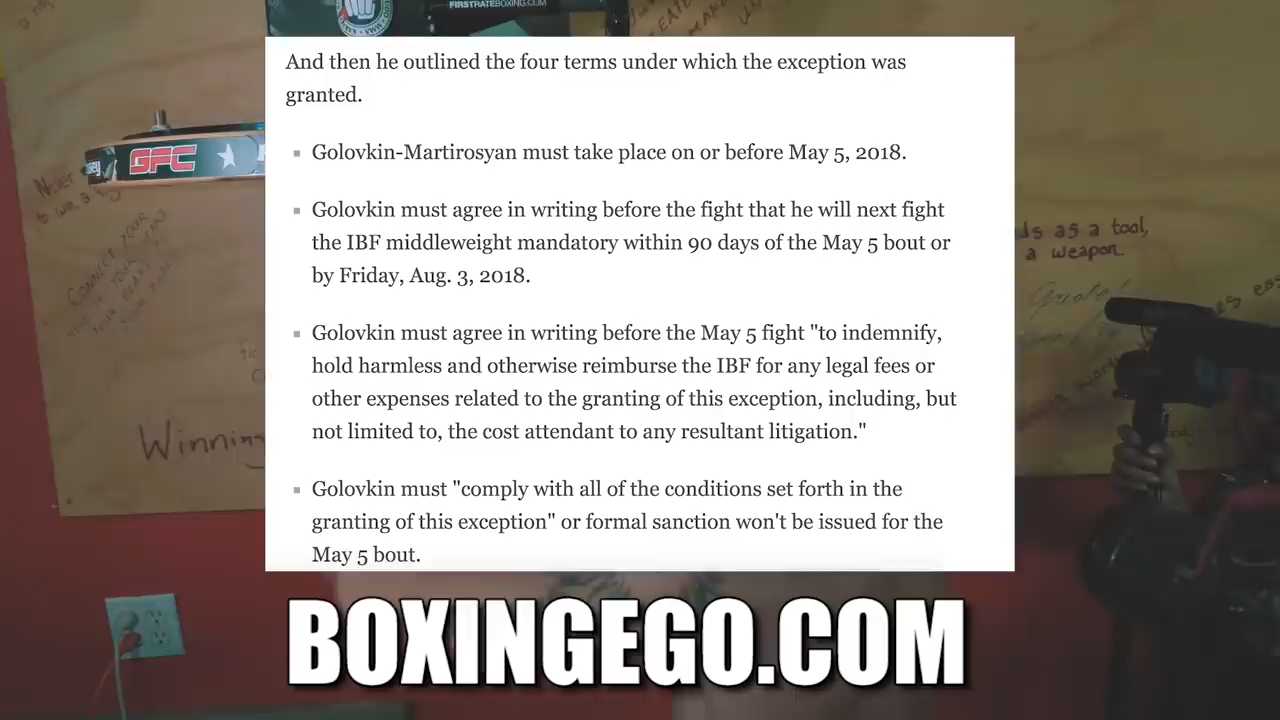 FIRSTRATEBOXING.COM
And then he outlined the four terms under which the exception was
granted.
Golovkin-Martirosyan must take place on or before May 5, 2018.
Golovkin must agree in writing before the fight that he will next fight
the IBF middleweight mandatory within 90 days of the May 5 bout or
by Friday, Aug. 3, 2018.
Golovkin must agree in writing before the May 5 fight "to indemnify,
hold harmless and otherwise reimburse the IBF for any legal fees or
other expenses related to the granting of this exception, including, but
not limited to, the cost attendant to any resultant litigation."
Golovkin must "comply with all of the conditions set forth in the
granting of this exception" or formal sanction won't be issued for the
May 5 bout.
GFC
as a tool,
a weapon.
Winning
BOXINGEGO.COM